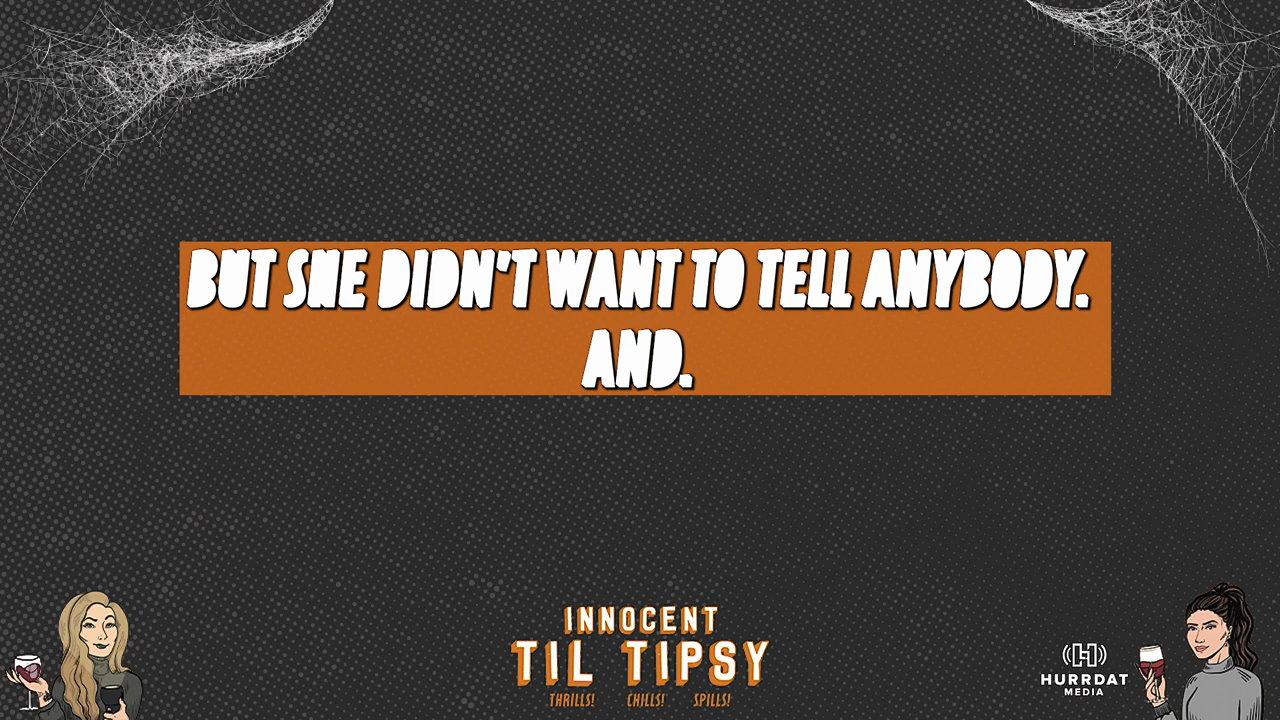 BUT SHE DIDN'T WANT TO TELL ANYBODY.
AND.
INNOCENT
TIL TIPSY
THRILLS! CHILLS! SPILLS!
HURRDAT
MEDIA